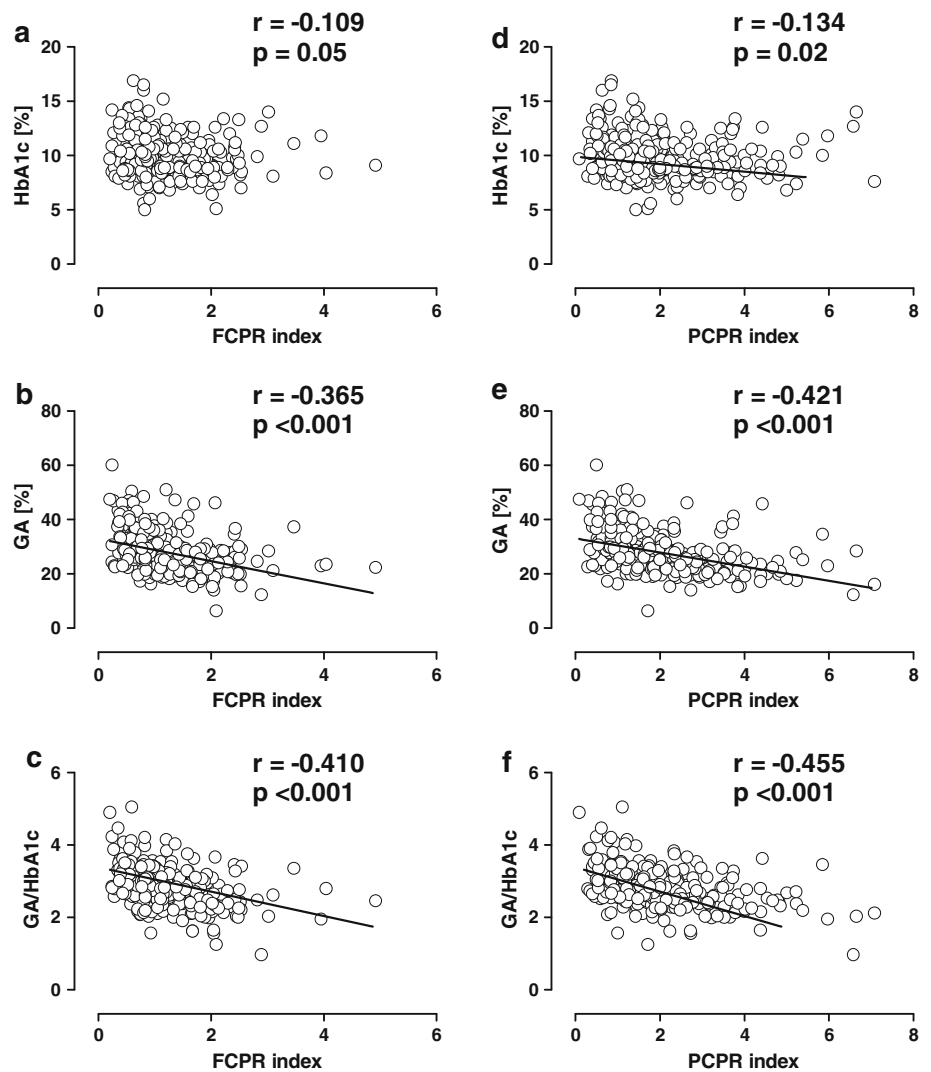 a
r = -0.109
p = 0.05
HbA1c [%]
20
15
10
5
0
0 2 4 6
FCPR index
d
r = -0.134
p = 0.02
HbA1c [%]
20
15
10
5
0
0 2 4 6 8
PCPR index
b
r = -0.365
p <0.001
GA [%]
80
60
40
20
0
0 2 4 6
FCPR index
e
r = -0.421
p <0.001
GA [%]
80
60
40
20
0
0 2 4 6 8
PCPR index
c
r = -0.410
p <0.001
GA/HbA1c
6
4
2
0
0 2 4 6
FCPR index
f
r = -0.455
p <0.001
GA/HbA1c
6
4
2
0
0 2 4 6 8
PCPR index